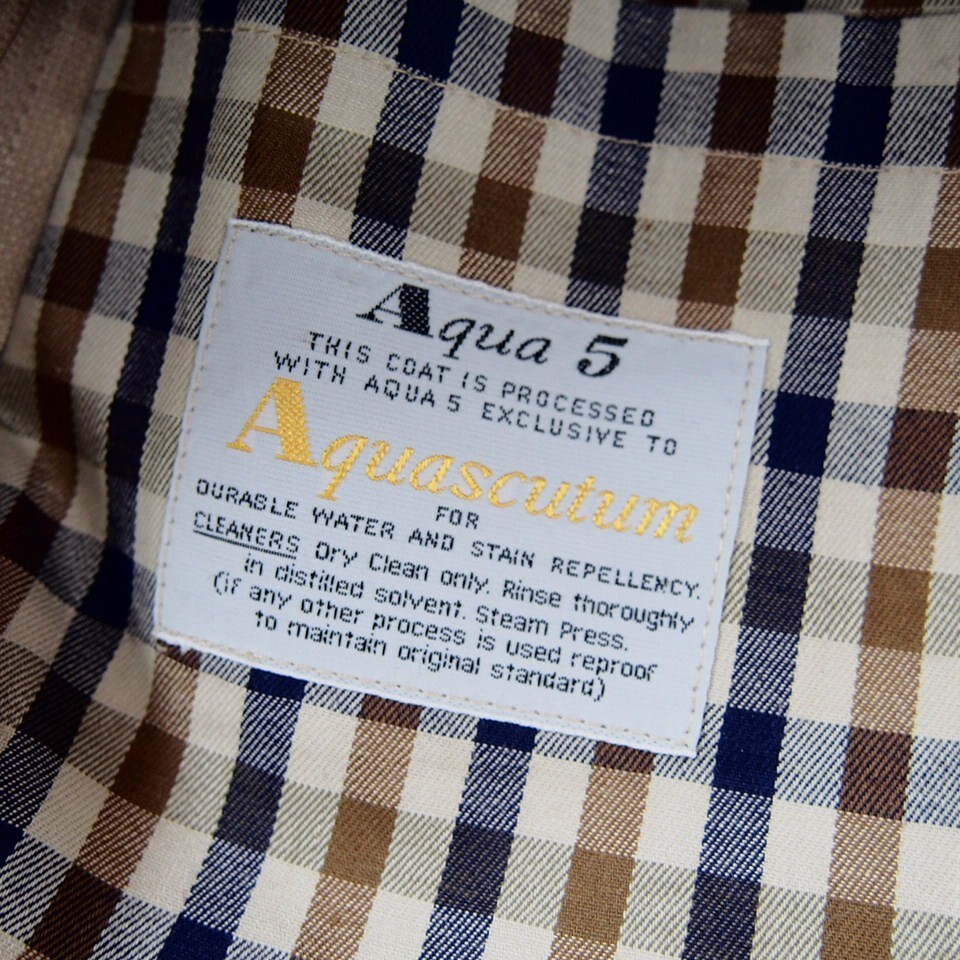 Aqua 5
THIS COAT IS PROCESSED
WITH AQUA 5 EXCLUSIVE TO
Aquascutum
FOR
DURABLE WATER AND STAIN REPELLENCY.
CLEANERS Dry Clean only. Rinse thoroughly
in distilled solvent. Steam Press.
(if any other process is used reproof
to maintain original standard)